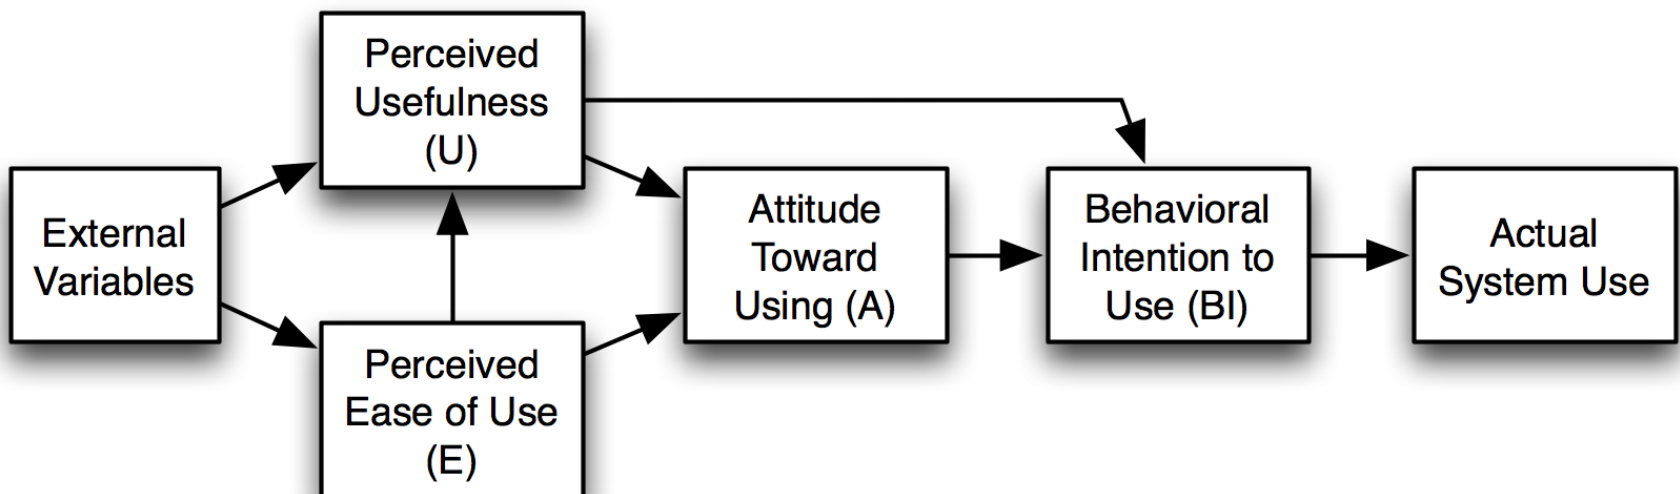 External
Variables
Perceived
Usefulness
(U)
Perceived
Ease of Use
(E)
Attitude
Toward
Using (A)
Behavioral
Intention to
Use (BI)
Actual
System Use